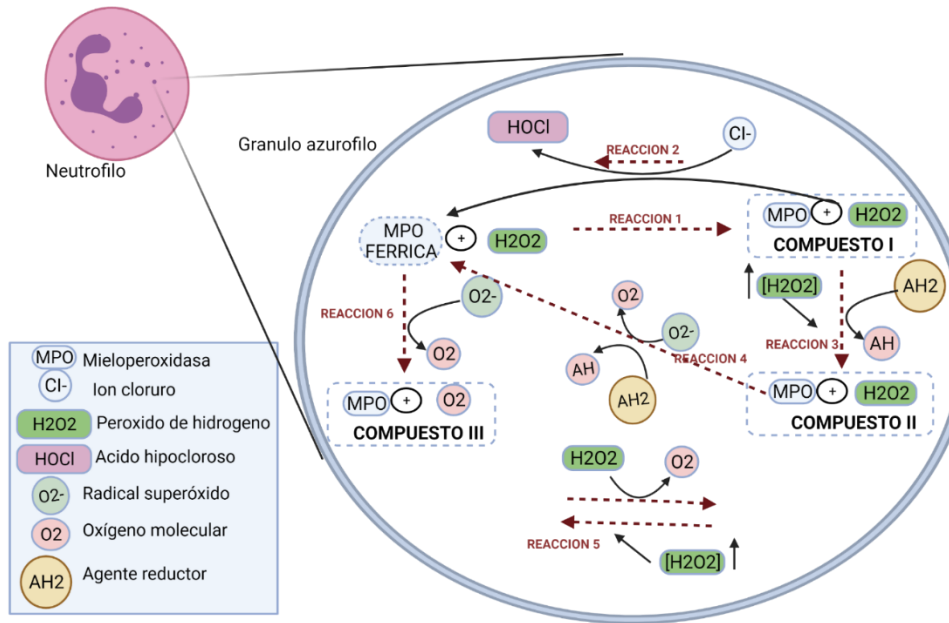 Neutrofilo
Granulo azurofilo
HOCl
Cl-
REACCION 2
MPO
FERRICA
+
H2O2
REACCION 1
MPO + H2O2
COMPUESTO I
[H2O2]
AH2
REACCION 3
AH
REACCION 6
O2-
O2
O2
O2-
REACCION 4
AH
AH2
MPO + O2
COMPUESTO III
MPO + H2O2
COMPUESTO II
H2O2
O2
REACCION 5
[H2O2]
MPO Mieloperoxidasa
Cl- Ion cloruro
H2O2 Peroxido de hidrogeno
HOCl Acido hipocloroso
O2- Radical superóxido
O2 Oxígeno molecular
AH2 Agente reductor